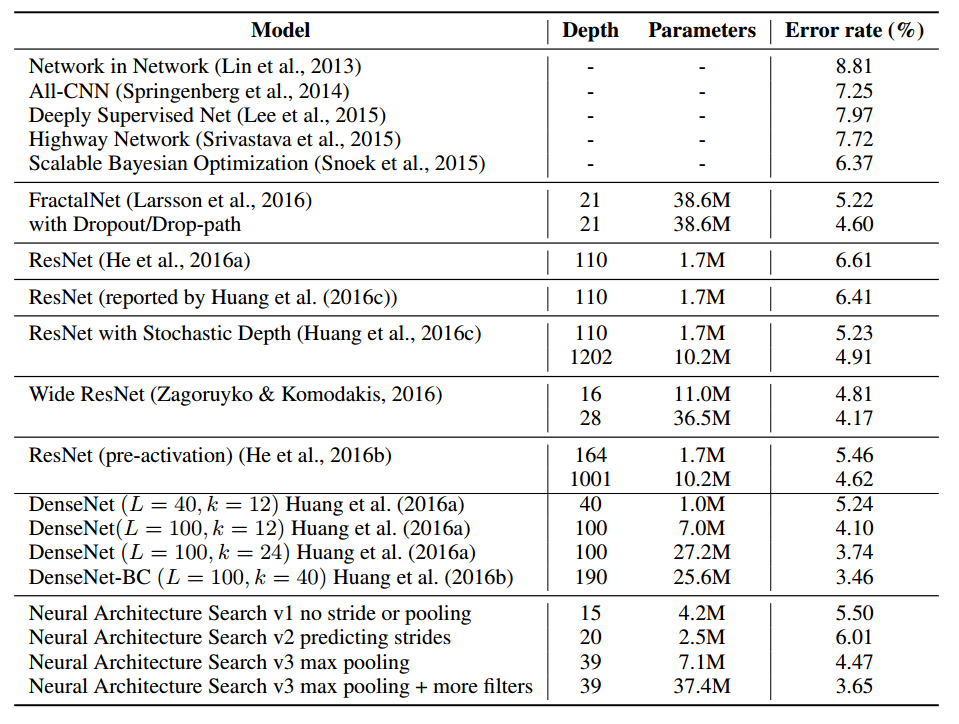 Model Depth Parameters Error rate (%)
Network in Network (Lin et al., 2013) - - 8.81
All-CNN (Springenberg et al., 2014) - - 7.25
Deeply Supervised Net (Lee et al., 2015) - - 7.97
Highway Network (Srivastava et al., 2015) - - 7.72
Scalable Bayesian Optimization (Snoek et al., 2015) - - 6.37
FractalNet (Larsson et al., 2016) 21 38.6M 5.22
with Dropout/Drop-path 21 38.6M 4.60
ResNet (He et al., 2016a) 110 1.7M 6.61
ResNet (reported by Huang et al. (2016c)) 110 1.7M 6.41
ResNet with Stochastic Depth (Huang et al., 2016c) 110 1.7M 5.23
1202 10.2M 4.91
Wide ResNet (Zagoruyko & Komodakis, 2016) 16 11.0M 4.81
28 36.5M 4.17
ResNet (pre-activation) (He et al., 2016b) 164 1.7M 5.46
1001 10.2M 4.62
DenseNet (L = 40, k = 12) Huang et al. (2016a) 40 1.0M 5.24
DenseNet(L = 100, k = 12) Huang et al. (2016a) 100 7.0M 4.10
DenseNet (L = 100, k = 24) Huang et al. (2016a) 100 27.2M 3.74
DenseNet-BC (L = 100, k = 40) Huang et al. (2016b) 190 25.6M 3.46
Neural Architecture Search v1 no stride or pooling 15 4.2M 5.50
Neural Architecture Search v2 predicting strides 20 2.5M 6.01
Neural Architecture Search v3 max pooling 39 7.1M 4.47
Neural Architecture Search v3 max pooling + more filters 39 37.4M 3.65